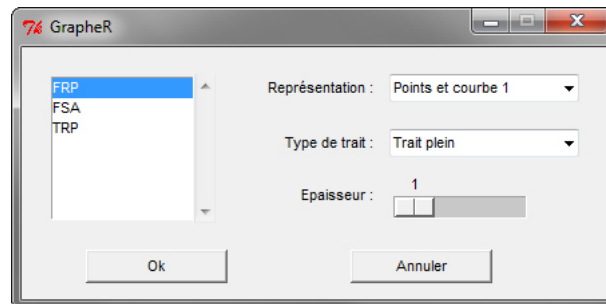 GrapheR
FRP
FSA
TRP
Représentation :
Points et courbe 1
Type de trait :
Trait plein
Epaisseur :
1
Ok
Annuler